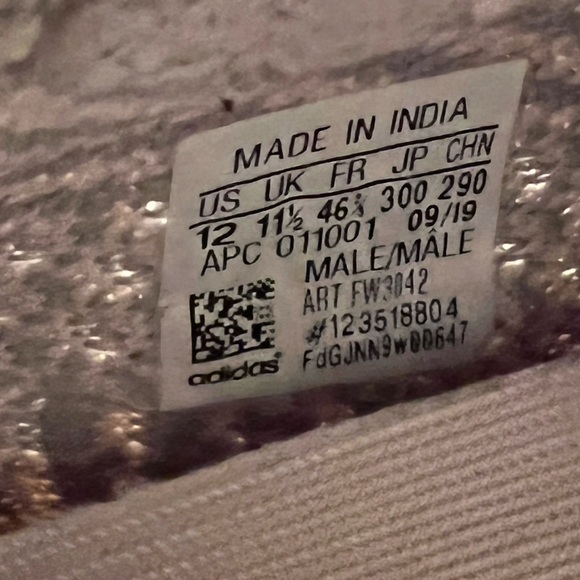 MADE IN INDIA
US UK FR JP CHN
12 11½ 46⅔ 300 290
APC 011001 09/19
MALE/MÂLE
ART FW3042
#123518804
FdGJNN9w00647
adidas®